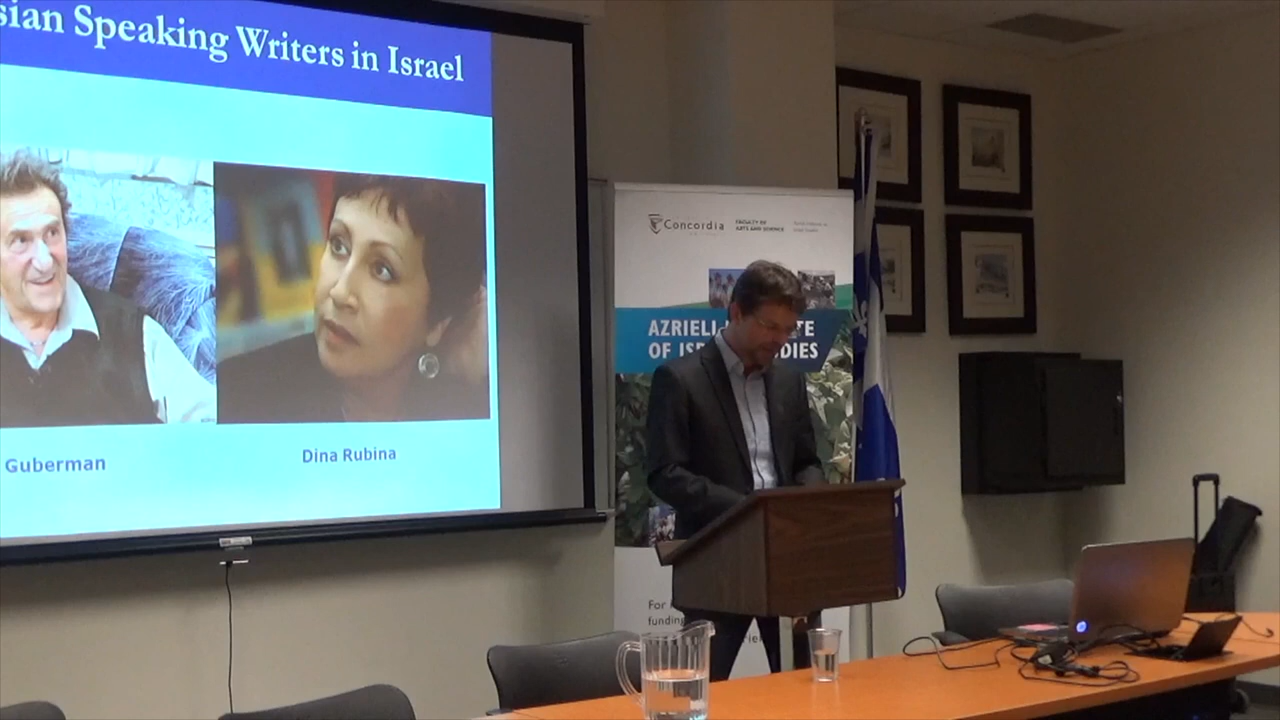 sian Speaking Writers in Israel
Guberman
Dina Rubina
Concordia
FACULTY OF
ARTS AND SCIENCE
AZRIELI
OF IS DIES
For
funding